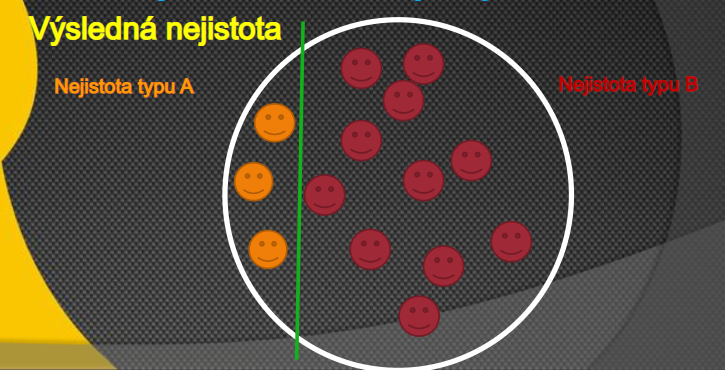 Výsledná nejistota
Nejistota typu A
Nejistota typu B